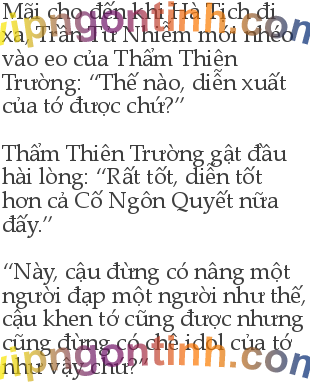 Mãi cho đến khi Hà Tịch đi
xa, Trần Tử Nhiễm mới nhéo
vào eo của Thẩm Thiên
Trường: “Thế nào, diễn xuất
của tớ được chứ?”
Thẩm Thiên Trường gật đầu
hài lòng: “Rất tốt, diễn tốt
hơn cả Cố Ngôn Quyết nữa
đấy.”
“Này, cậu đừng có nâng một
người đạp một người như thế,
cậu khen tớ cũng được nhưng
cũng đừng có chê idol của tớ
như vậy chứ?”